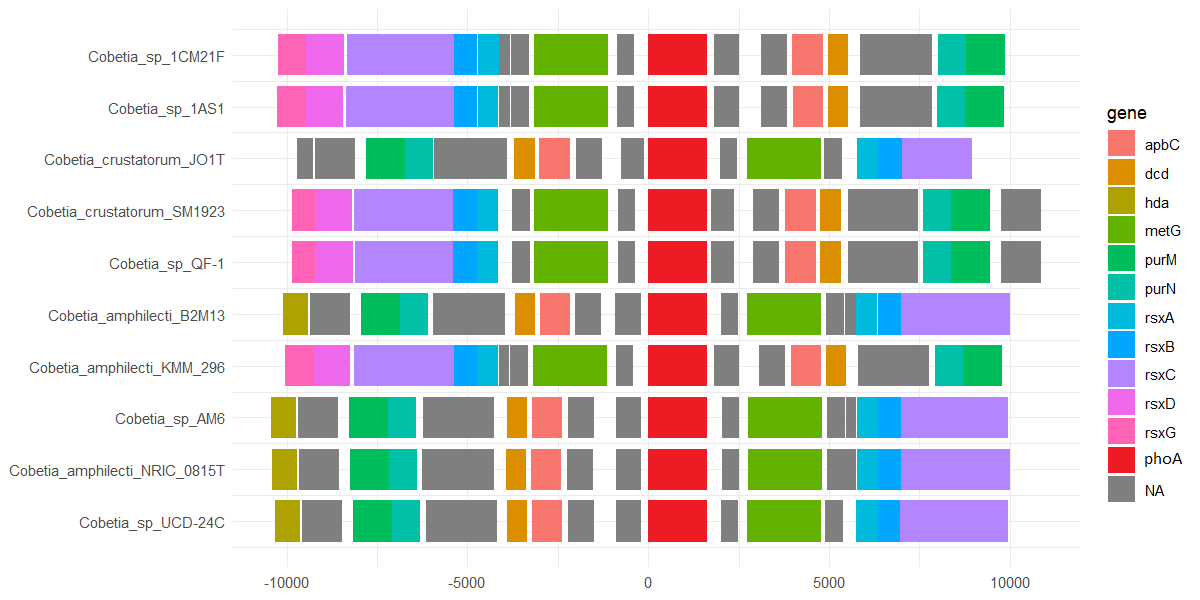 Cobetia_sp_1CM21F
Cobetia_sp_1AS1
Cobetia_crustatorum_JO1T
Cobetia_crustatorum_SM1923
Cobetia_sp_QF-1
Cobetia_amphilecti_B2M13
Cobetia_amphilecti_KMM_296
Cobetia_sp_AM6
Cobetia_amphilecti_NRIC_0815T
Cobetia_sp_UCD-24C
-10000 -5000 0 5000 10000
gene
apbC
dcd
hda
metG
purM
purN
rsxA
rsxB
rsxC
rsxD
rsxG
phoA
NA